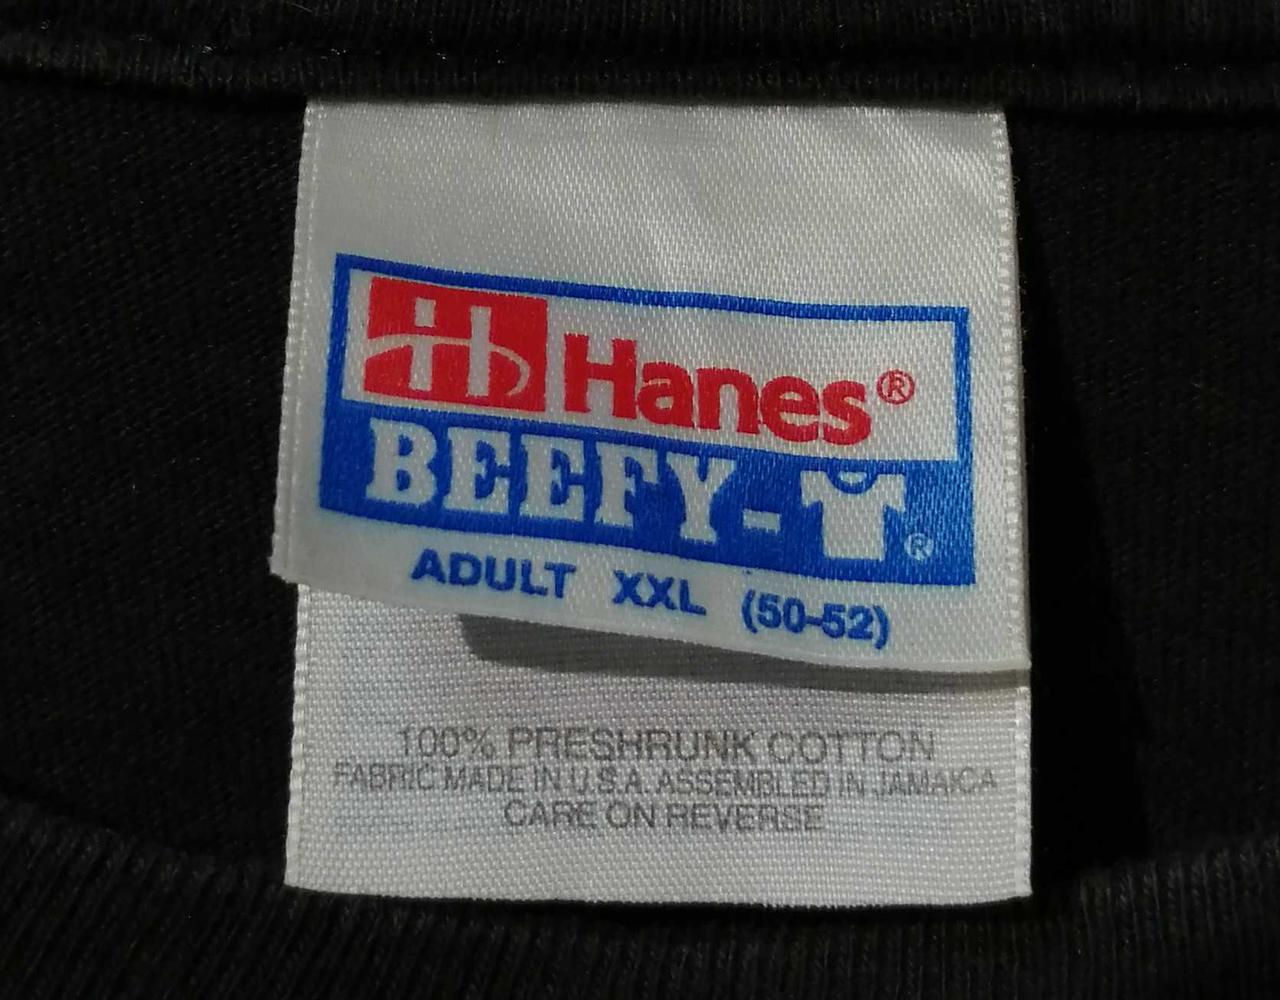 Hanes®
BEEFY-T®
ADULT XXL (50-52)
100% PRESHRUNK COTTON
FABRIC MADE IN U.S.A. ASSEMBLED IN JAMAICA
CARE ON REVERSE